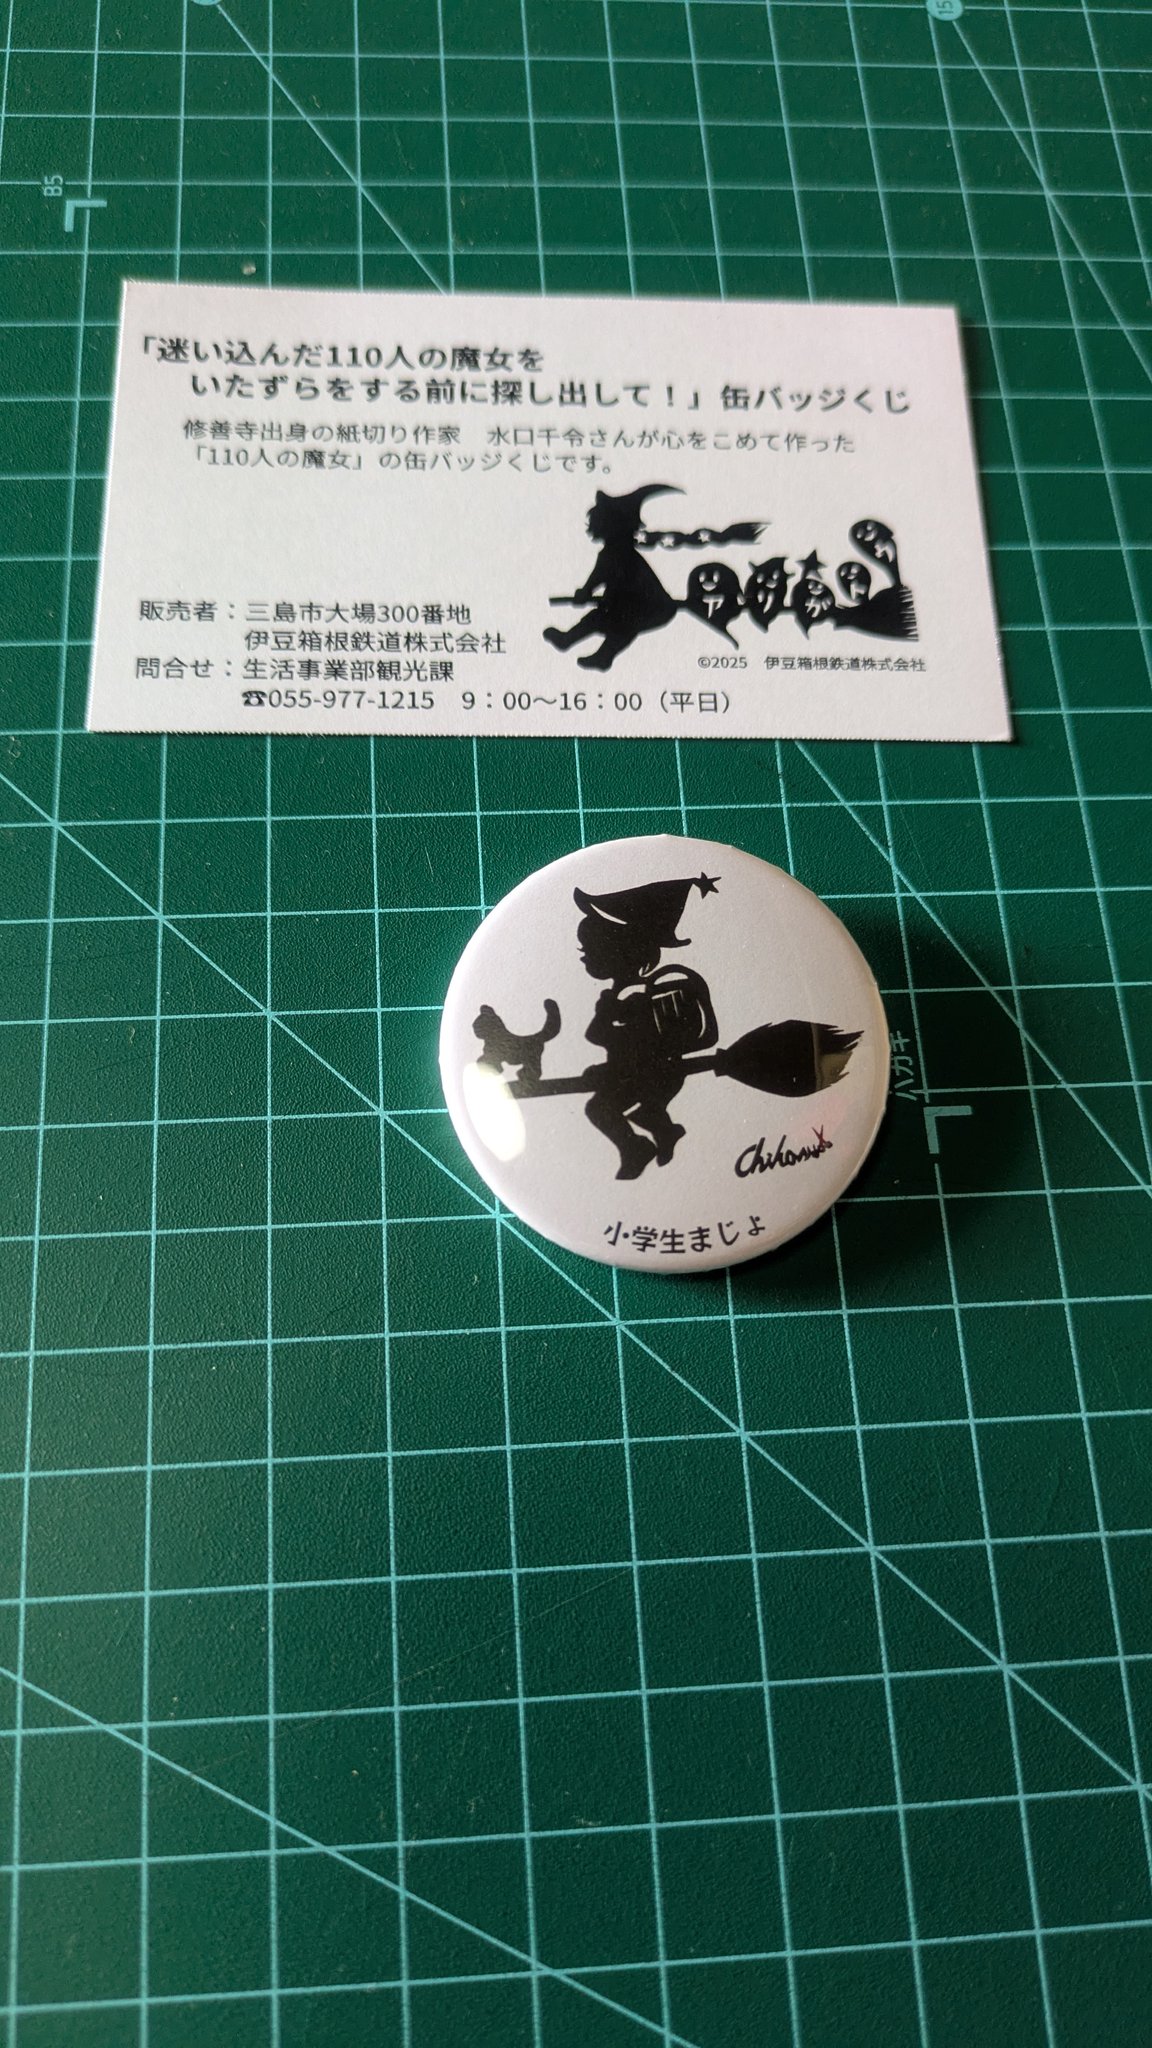 15
B5
「迷い込んだ110人の魔女を
いたずらをする前に探し出して！」缶バッジくじ
修善寺出身の紙切り作家　水口千令さんが心をこめて作った
「110人の魔女」の缶バッジくじです。
アリガトウ
販売者：三島市大場300番地
伊豆箱根鉄道株式会社
©2025　伊豆箱根鉄道株式会社
問合せ：生活事業部観光課
☎055-977-1215　9：00〜16：00（平日）
ハガキ
小学生まじょ